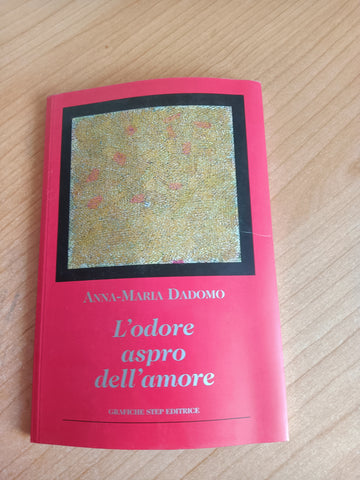 ANNA-MARIA DADOMO
L'odore
aspro
dell'amore
GRAFICHE STEP EDITRICE